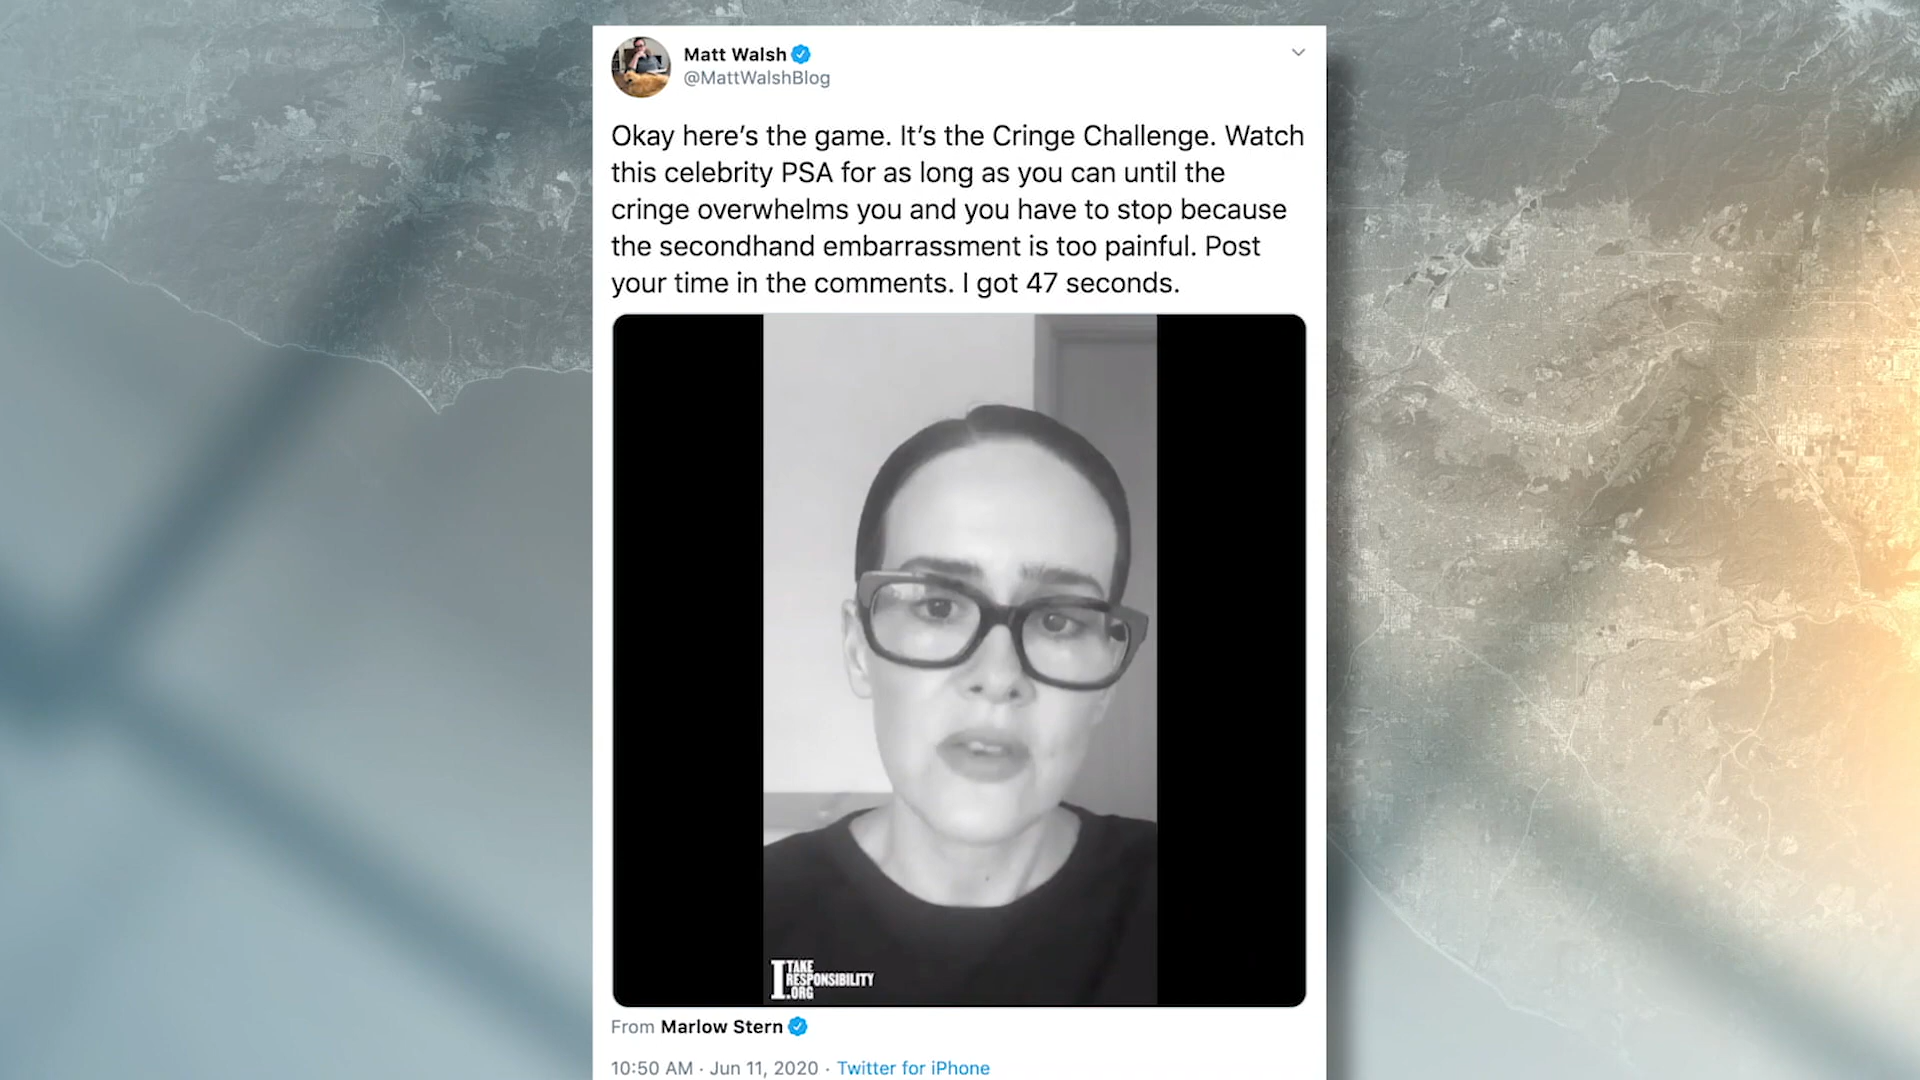 Matt Walsh
@MattWalshBlog
Okay here’s the game. It’s the Cringe Challenge. Watch
this celebrity PSA for as long as you can until the
cringe overwhelms you and you have to stop because
the secondhand embarrassment is too painful. Post
your time in the comments. I got 47 seconds.
I TAKE
RESPONSIBILITY
.ORG
From Marlow Stern
10:50 AM · Jun 11, 2020 · Twitter for iPhone